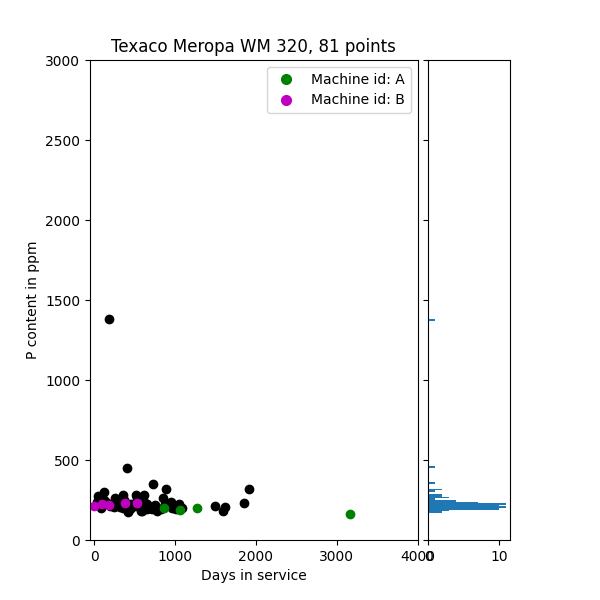 Texaco Meropa WM 320, 81 points
Machine id: A
Machine id: B
3000
2500
2000
1500
1000
500
0
P content in ppm
0 1000 2000 3000 4000
0 10
Days in service